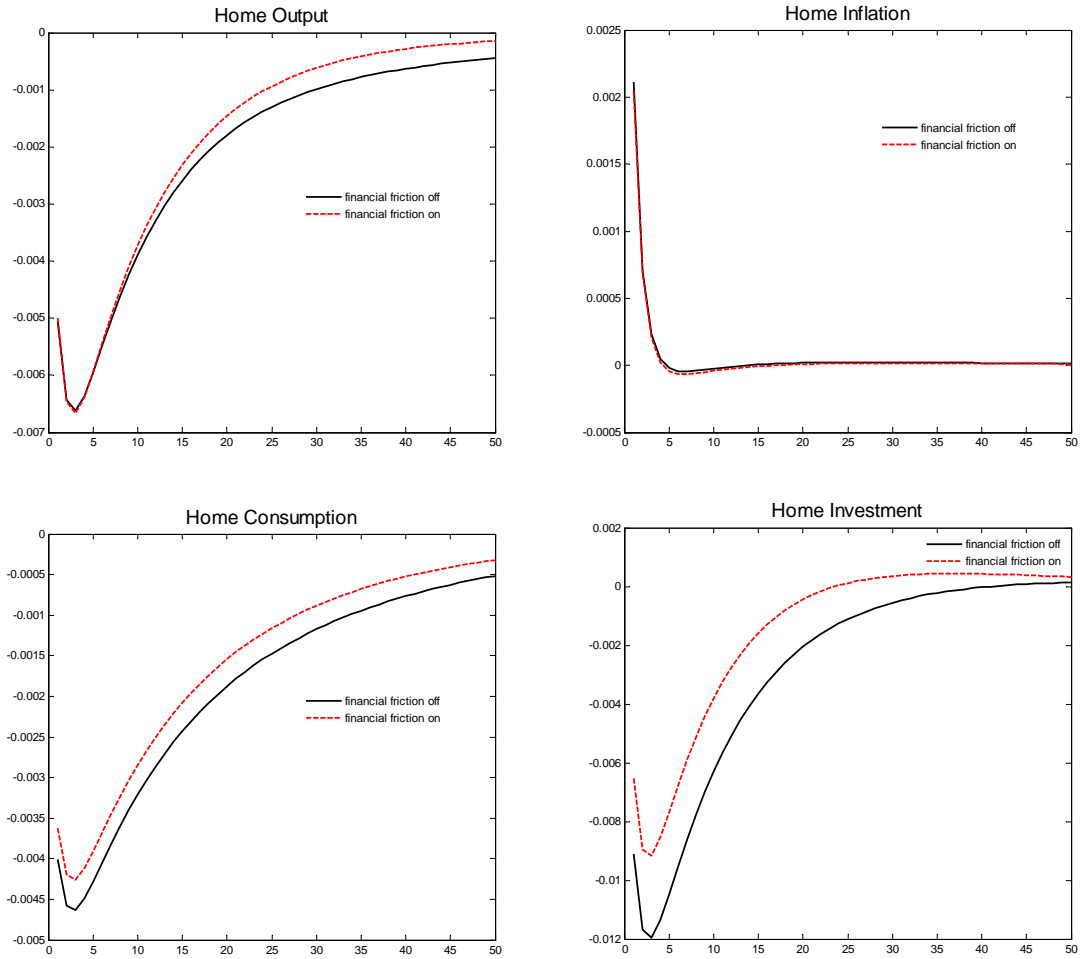 Home Output
0
-0.001
-0.002
-0.003
-0.004
-0.005
-0.006
-0.007
0 5 10 15 20 25 30 35 40 45 50
financial friction off
financial friction on
Home Inflation
0.0025
0.002
0.0015
0.001
0.0005
0
-0.0005
0 5 10 15 20 25 30 35 40 45 50
financial friction off
financial friction on
Home Consumption
0
-0.0005
-0.001
-0.0015
-0.002
-0.0025
-0.003
-0.0035
-0.004
-0.0045
-0.005
0 5 10 15 20 25 30 35 40 45 50
financial friction off
financial friction on
Home Investment
0.002
0
-0.002
-0.004
-0.006
-0.008
-0.01
-0.012
0 5 10 15 20 25 30 35 40 45 50
financial friction off
financial friction on